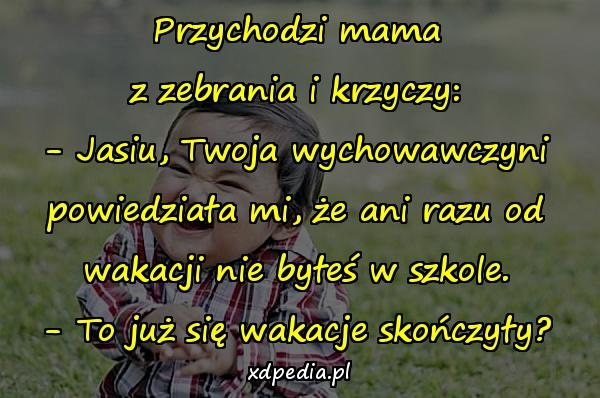 Przychodzi mama
z zebrania i krzyczy:
- Jasiu, Twoja wychowawczyni
powiedziała mi, że ani razu od
wakacji nie byłeś w szkole.
- To już się wakacje skończyły?
xdpedia.pl